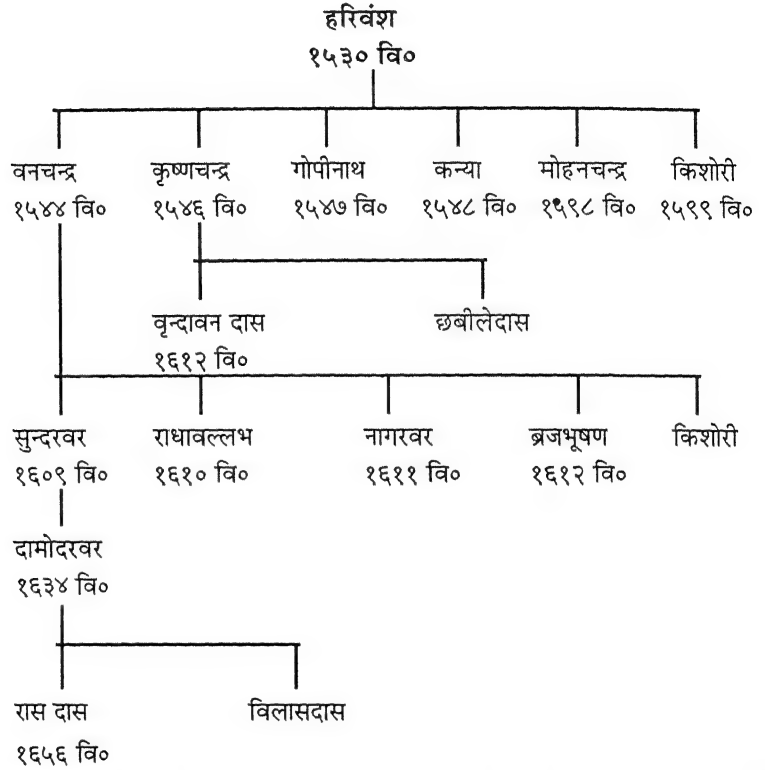 हरिवंश
१५३० वि०
वनचन्द्र कृष्णचन्द्र गोपीनाथ कन्या मोहनचन्द्र किशोरी
१५४४ वि० १५४६ वि० १५४७ वि० १५४८ वि० १५९८ वि० १५९९ वि०
वृन्दावन दास छबीलेदास
१६१२ वि०
सुन्दरवर राधावल्लभ नागरवर ब्रजभूषण किशोरी
१६०९ वि० १६१० वि० १६११ वि० १६१२ वि०
दामोदरवर
१६३४ वि०
रास दास विलासदास
१६५६ वि०